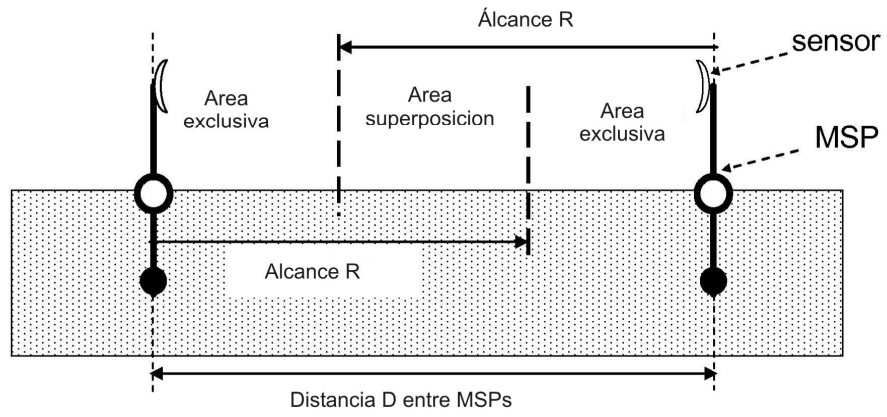 Álcance R
sensor
Area
exclusiva
Area
superposicion
Area
exclusiva
MSP
Alcance R
Distancia D entre MSPs